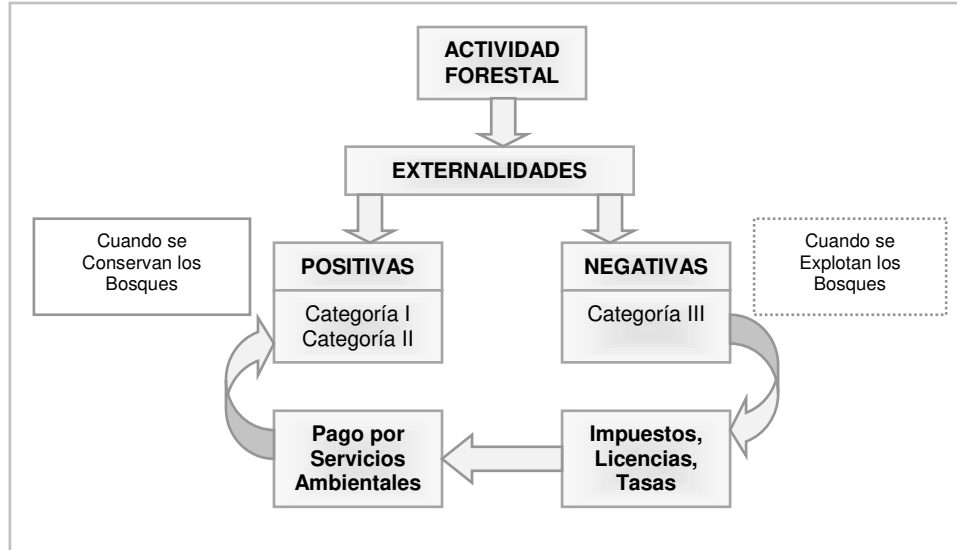 ACTIVIDAD
FORESTAL
EXTERNALIDADES
Cuando se
Conservan los
Bosques
POSITIVAS
Categoría I
Categoría II
NEGATIVAS
Categoría III
Cuando se
Explotan los
Bosques
Pago por
Servicios
Ambientales
Impuestos,
Licencias,
Tasas